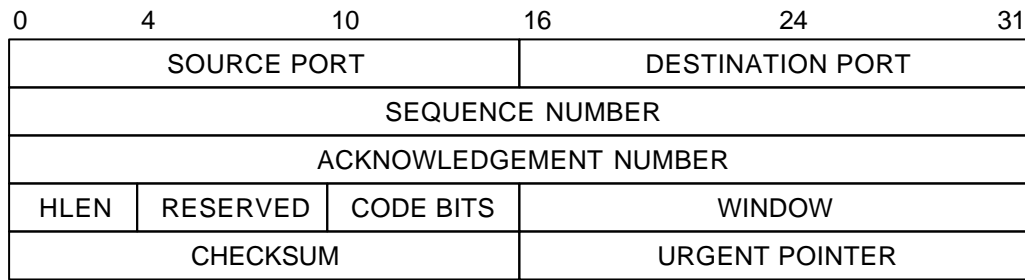 0 4 10 16 24 31
SOURCE PORT DESTINATION PORT
SEQUENCE NUMBER
ACKNOWLEDGEMENT NUMBER
HLEN RESERVED CODE BITS WINDOW
CHECKSUM URGENT POINTER